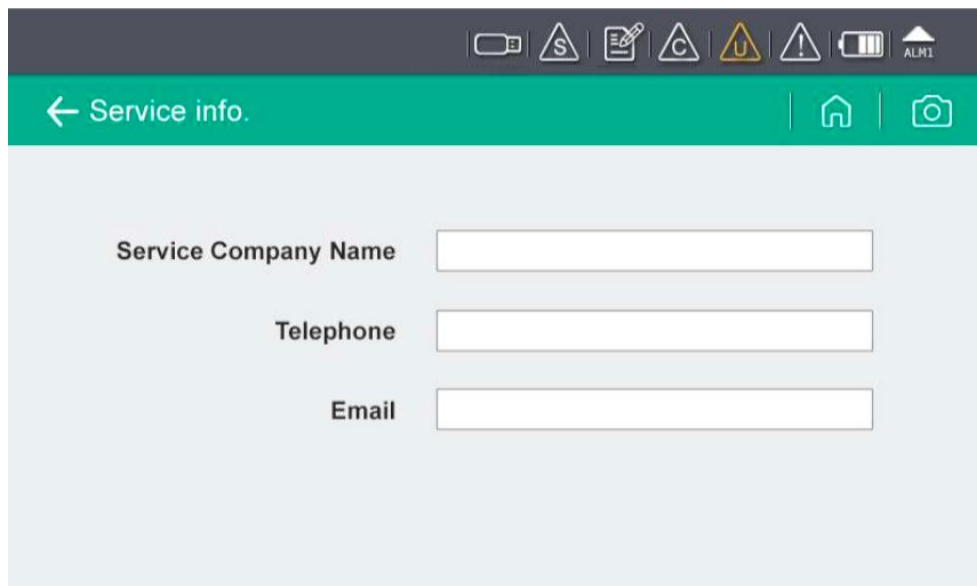 S C U ALM1
Service info.
Service Company Name
Telephone
Email